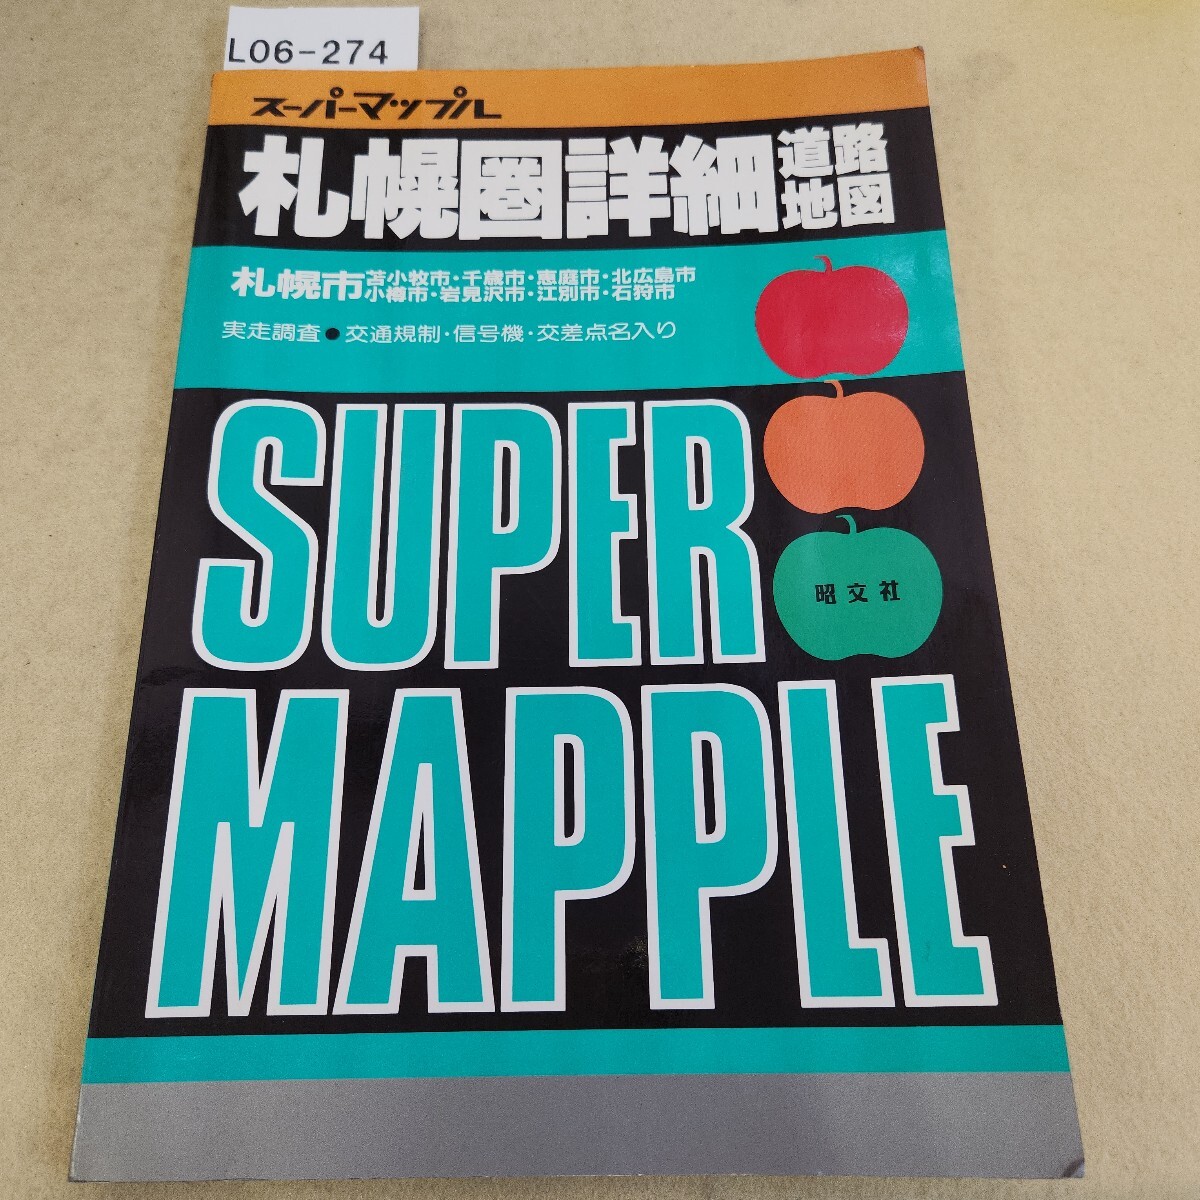 L06-274
スーパーマップル
札幌圏詳細道路地図
札幌市
苫小牧市・千歳市・恵庭市・北広島市
小樽市・岩見沢市・江別市・石狩市
実走調査●交通規制・信号機・交差点名入り
SUPER
昭文社
MAPPLE